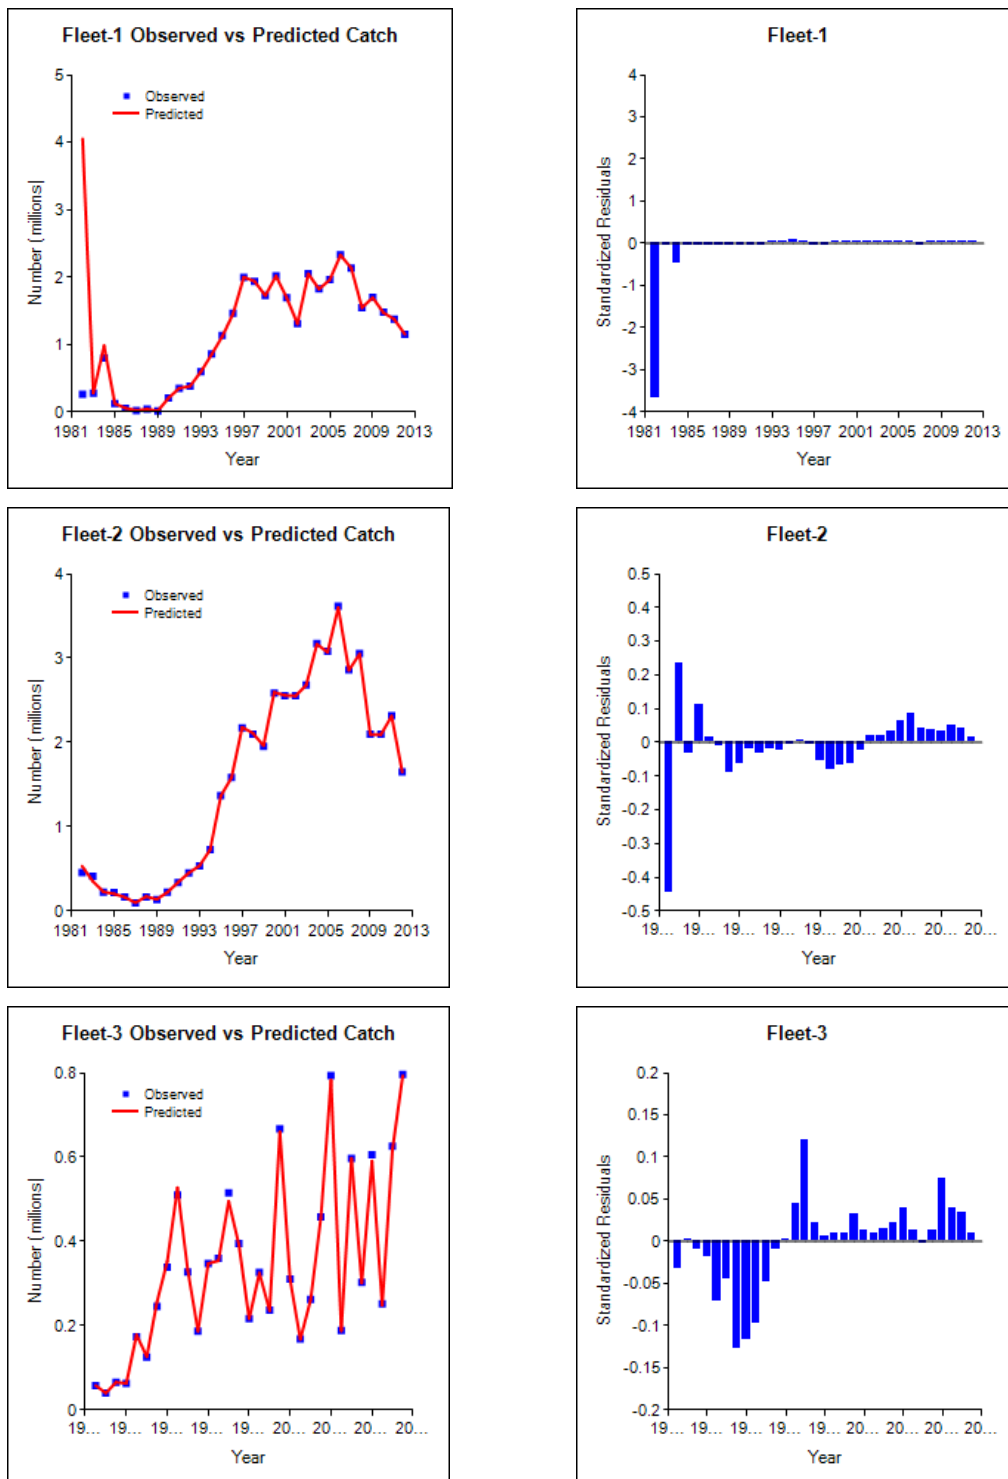 Fleet-1 Observed vs Predicted Catch
Number (millions|
5
4
3
2
1
0
Observed
Predicted
1981 1985 1989 1993 1997 2001 2005 2009 2013
Year
Fleet-1
Standardized Residuals
4
3
2
1
0
-1
-2
-3
-4
1981 1985 1989 1993 1997 2001 2005 2009 2013
Year
Fleet-2 Observed vs Predicted Catch
Number (millions|
4
3
2
1
0
Observed
Predicted
1981 1985 1989 1993 1997 2001 2005 2009 2013
Year
Fleet-2
Standardized Residuals
0.5
0.4
0.3
0.2
0.1
0
-0.1
-0.2
-0.3
-0.4
-0.5
19... 19... 19... 19... 19... 20... 20... 20... 20...
Year
Fleet-3 Observed vs Predicted Catch
Number (millions|
0.8
0.6
0.4
0.2
0
Observed
Predicted
19... 19... 19... 19... 19... 20... 20... 20... 20...
Year
Fleet-3
Standardized Residuals
0.2
0.15
0.1
0.05
0
-0.05
-0.1
-0.15
-0.2
19... 19... 19... 19... 19... 20... 20... 20... 20...
Year